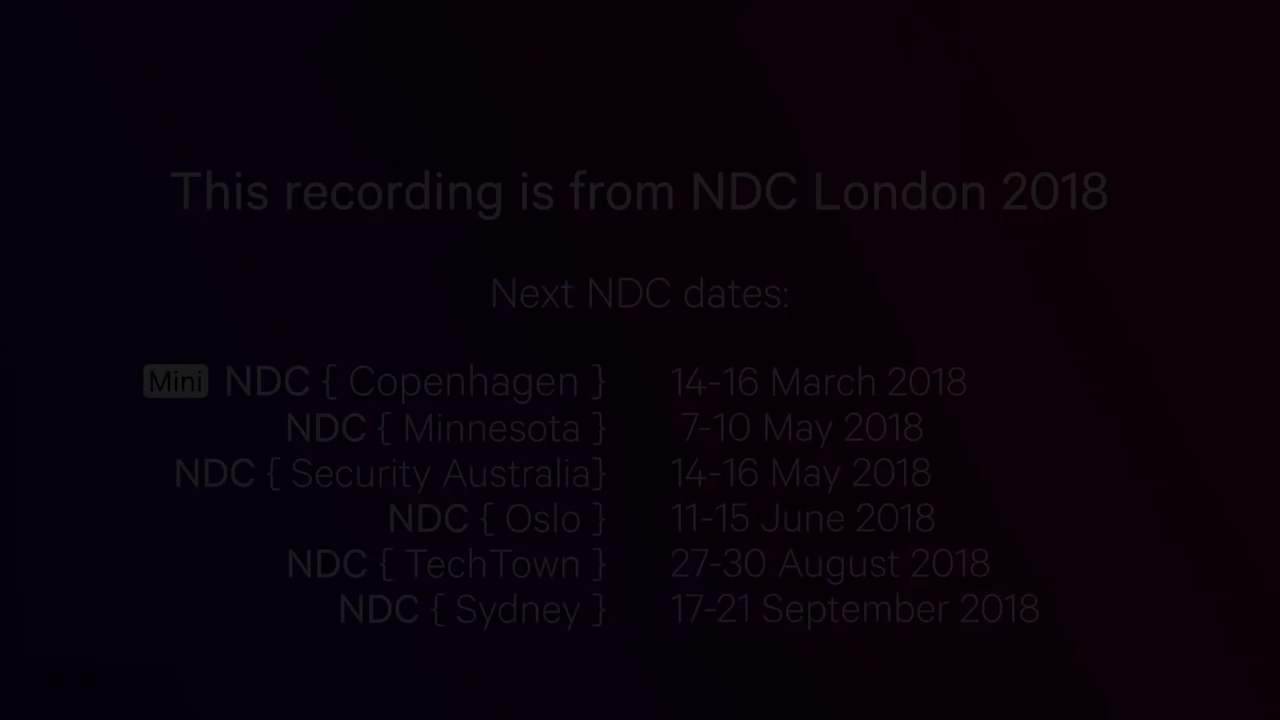 This recording is from NDC London 2018
Next NDC dates:
Mini NDC { Copenhagen } 14-16 March 2018
NDC { Minnesota } 7-10 May 2018
NDC { Security Australia} 14-16 May 2018
NDC { Oslo } 11-15 June 2018
NDC { TechTown } 27-30 August 2018
NDC { Sydney } 17-21 September 2018